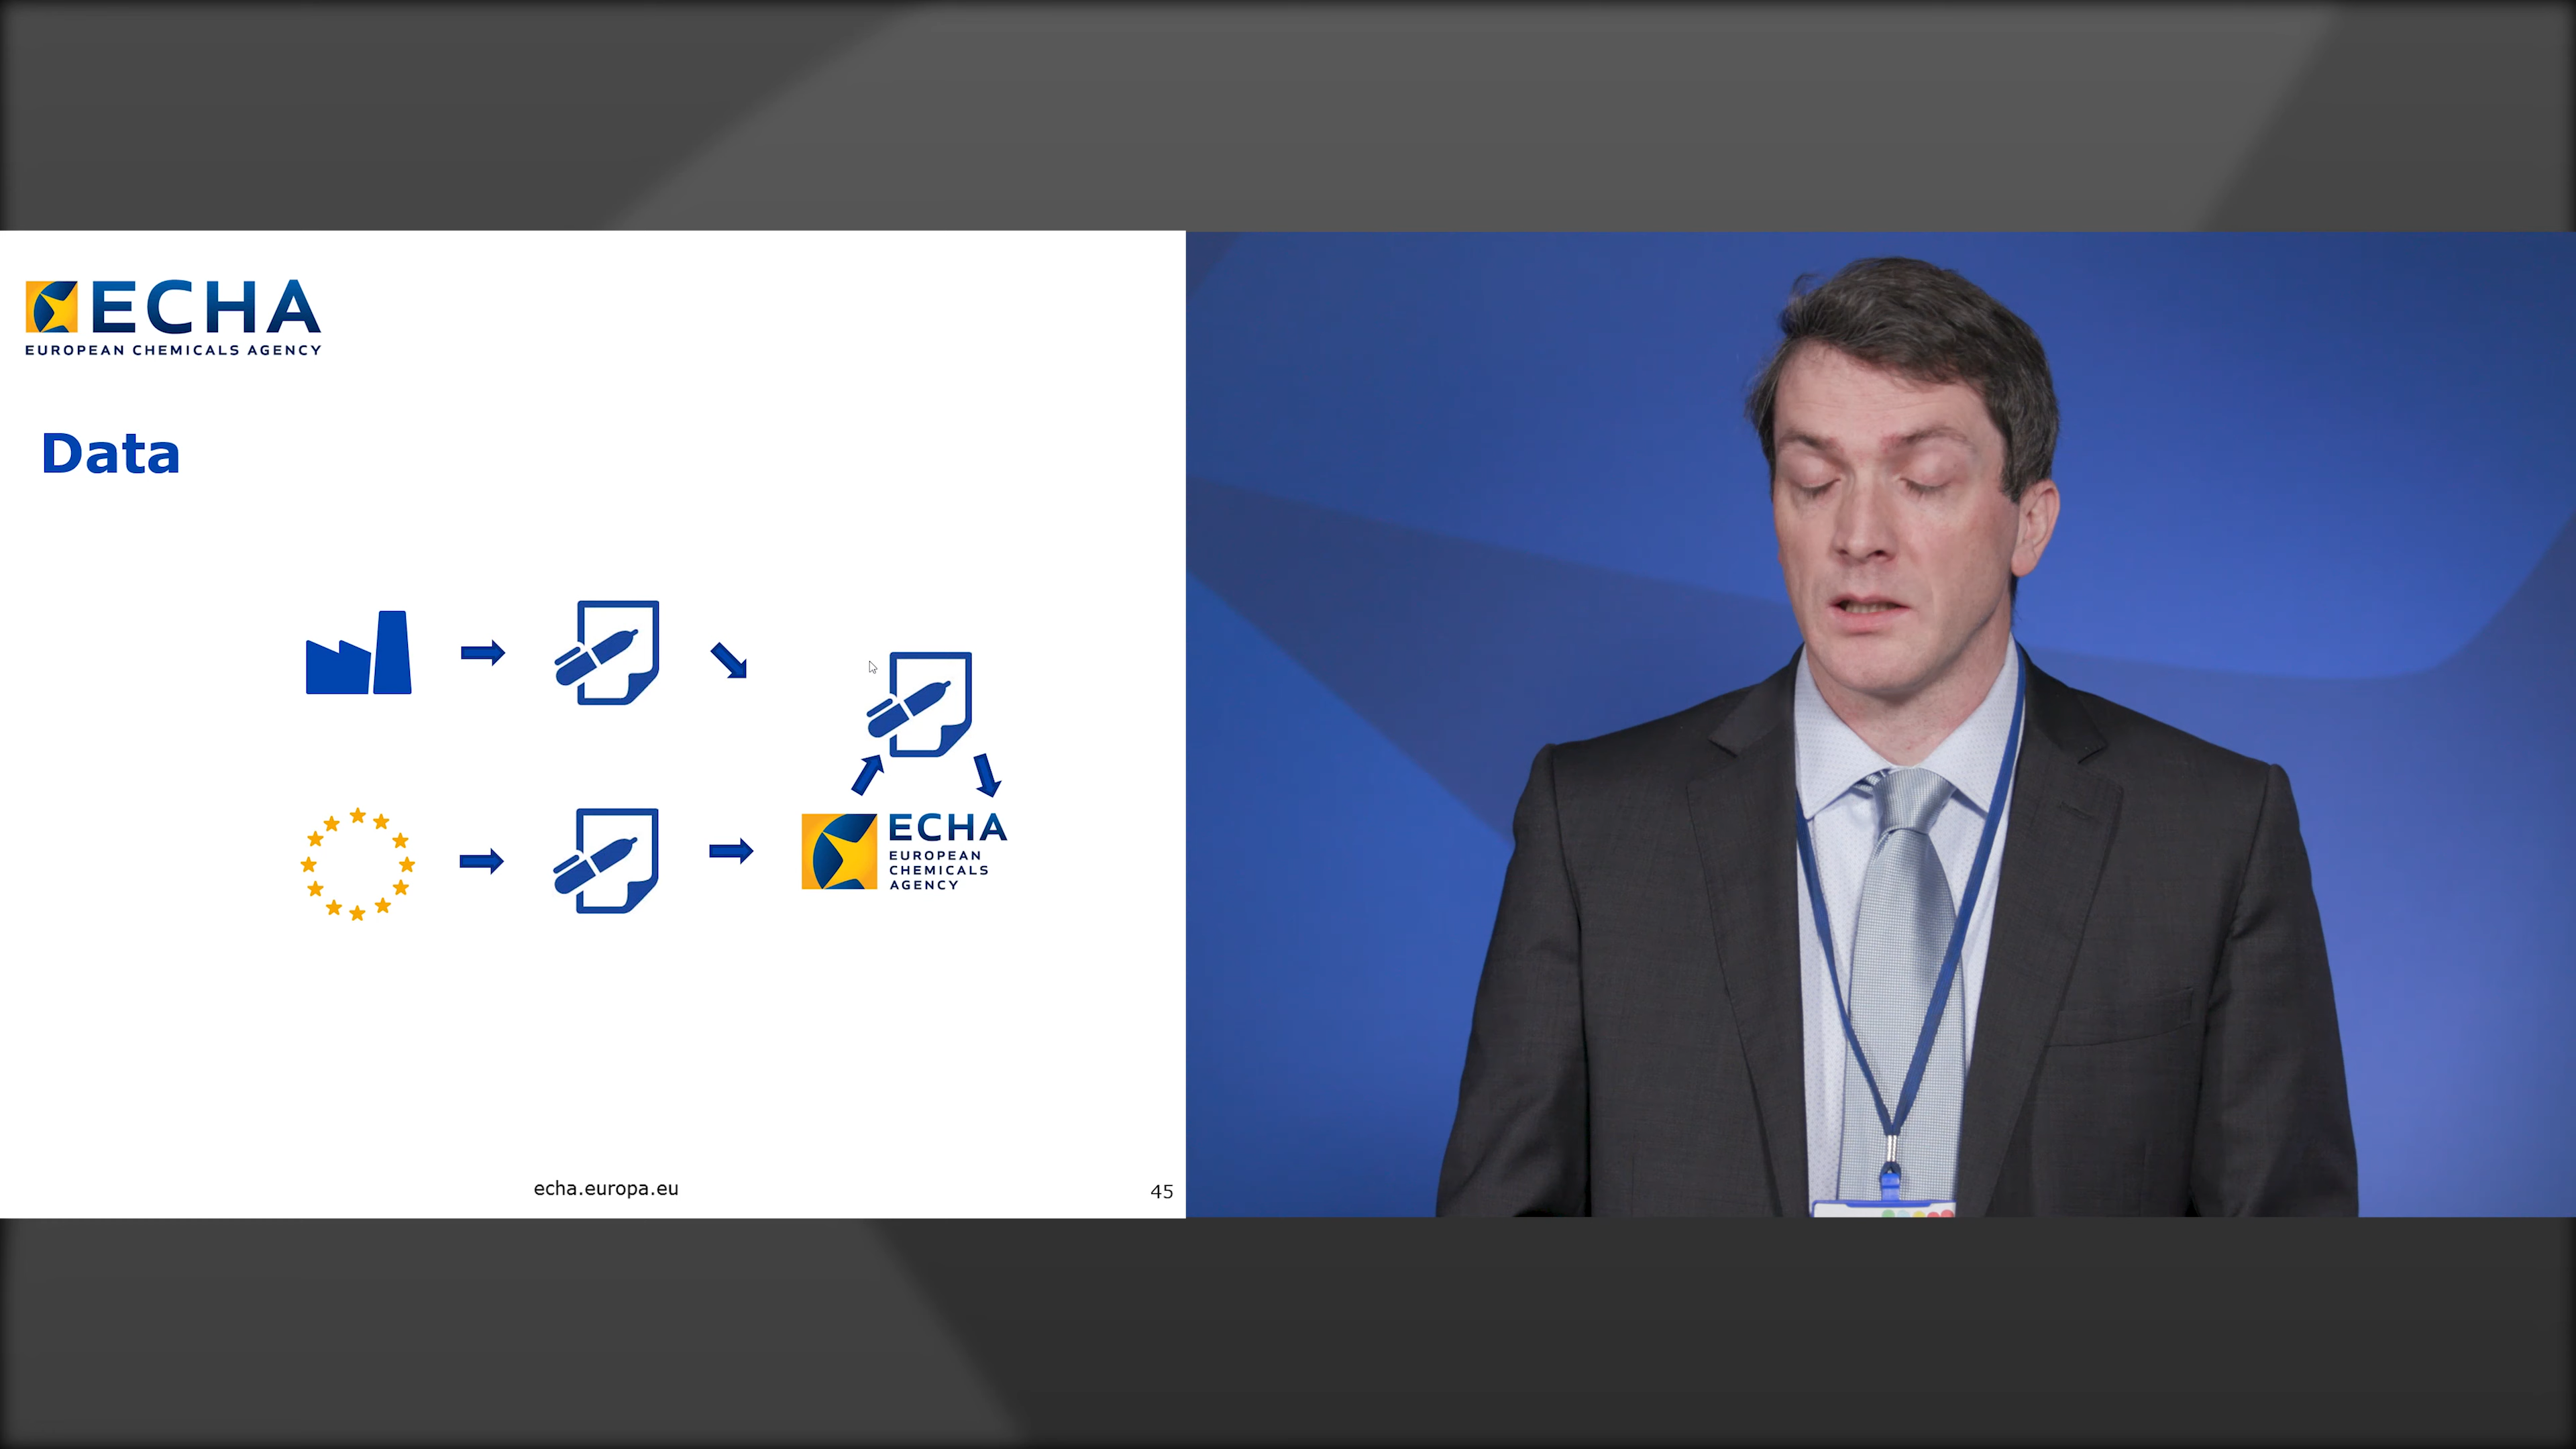 ECHA
EUROPEAN CHEMICALS AGENCY
Data
ECHA
EUROPEAN
CHEMICALS
AGENCY
echa.europa.eu
45